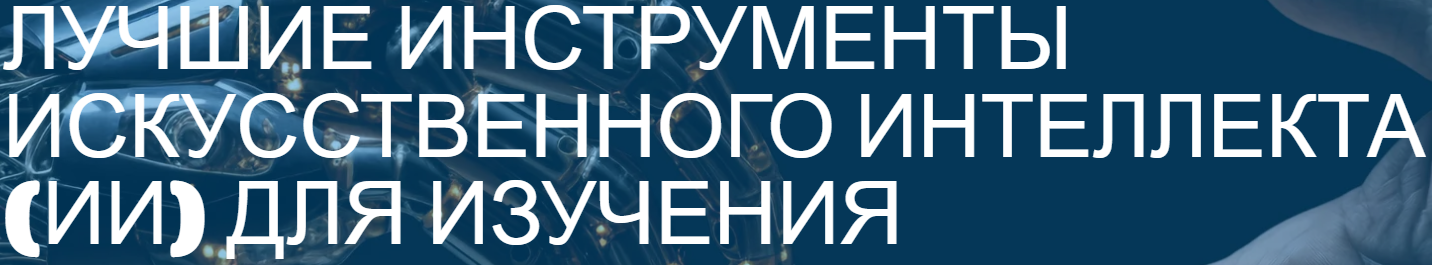 ЛУЧШИЕ ИНСТРУМЕНТЫ
ИСКУССТВЕННОГО ИНТЕЛЛЕКТА
(ИИ) ДЛЯ ИЗУЧЕНИЯ